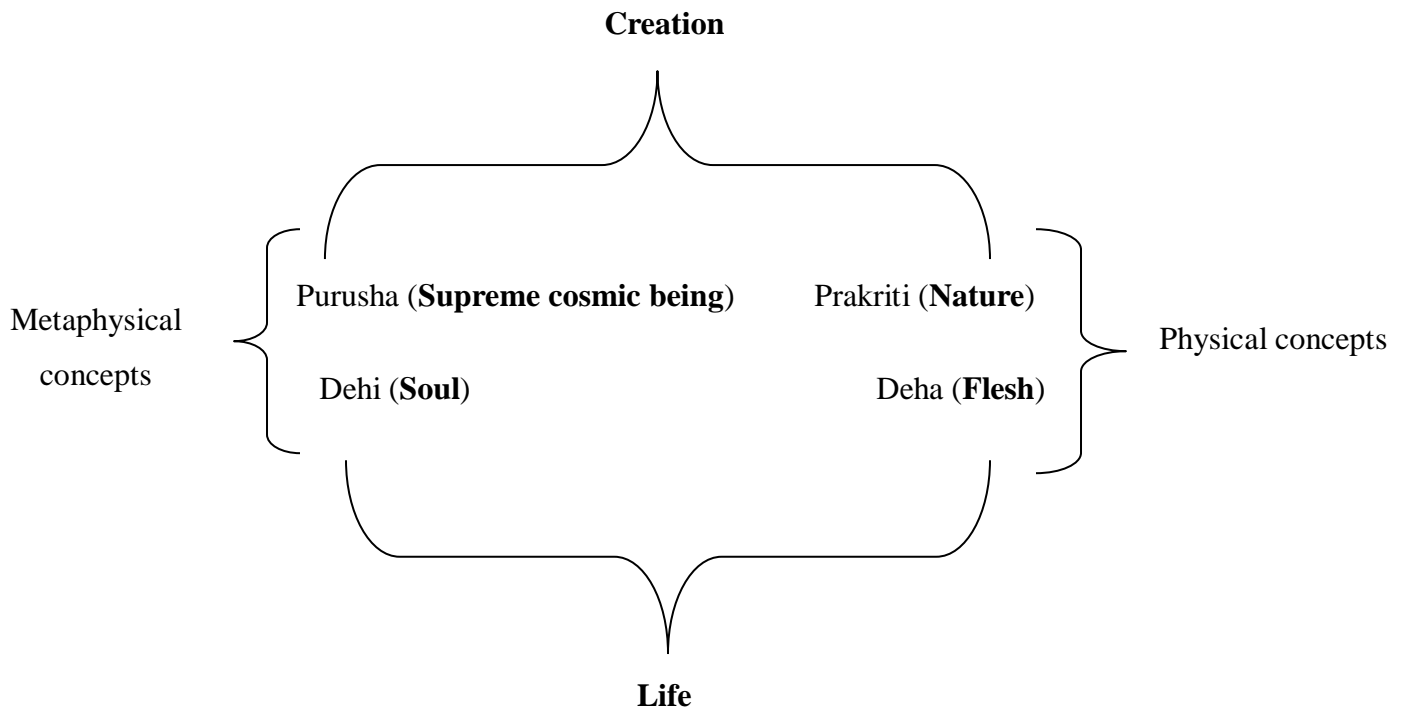 Creation
Purusha (Supreme cosmic being)
Prakriti (Nature)
Metaphysical
concepts
Physical concepts
Dehi (Soul)
Deha (Flesh)
Life